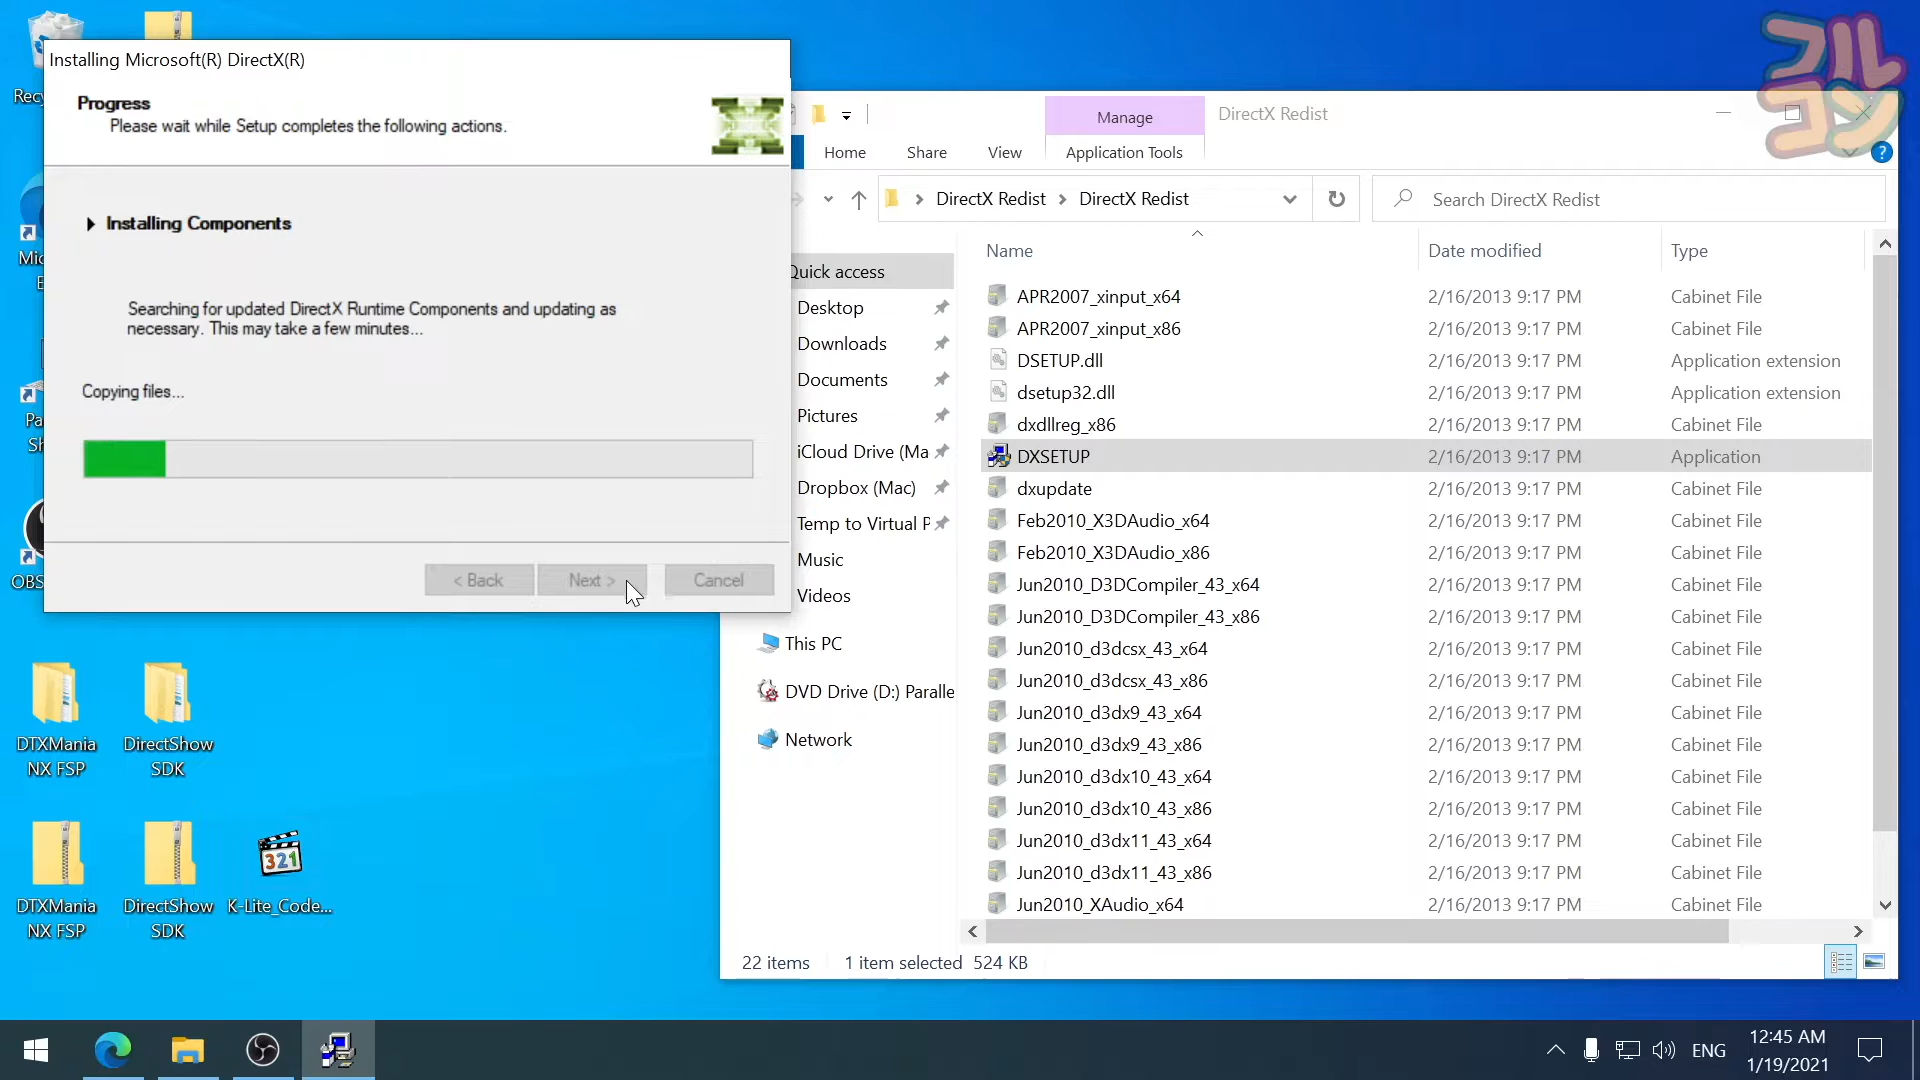 Installing Microsoft(R) DirectX(R)
Progress
Please wait while Setup completes the following actions.
Installing Components
Searching for updated DirectX Runtime Components and updating as
necessary. This may take a few minutes...
Copying files...
< Back
Next >
Cancel
Manage
DirectX Redist
Home
Share
View
Application Tools
DirectX Redist
DirectX Redist
Search DirectX Redist
Name
Date modified
Type
Quick access
Desktop
Downloads
Documents
Pictures
iCloud Drive (Ma
Dropbox (Mac)
Temp to Virtual P
Music
Videos
This PC
DVD Drive (D:) Paralle
Network
APR2007_xinput_x64 2/16/2013 9:17 PM Cabinet File
APR2007_xinput_x86 2/16/2013 9:17 PM Cabinet File
DSETUP.dll 2/16/2013 9:17 PM Application extension
dsetup32.dll 2/16/2013 9:17 PM Application extension
dxdllreg_x86 2/16/2013 9:17 PM Cabinet File
DXSETUP 2/16/2013 9:17 PM Application
dxupdate 2/16/2013 9:17 PM Cabinet File
Feb2010_X3DAudio_x64 2/16/2013 9:17 PM Cabinet File
Feb2010_X3DAudio_x86 2/16/2013 9:17 PM Cabinet File
Jun2010_D3DCompiler_43_x64 2/16/2013 9:17 PM Cabinet File
Jun2010_D3DCompiler_43_x86 2/16/2013 9:17 PM Cabinet File
Jun2010_d3dcsx_43_x64 2/16/2013 9:17 PM Cabinet File
Jun2010_d3dcsx_43_x86 2/16/2013 9:17 PM Cabinet File
Jun2010_d3dx9_43_x64 2/16/2013 9:17 PM Cabinet File
Jun2010_d3dx9_43_x86 2/16/2013 9:17 PM Cabinet File
Jun2010_d3dx10_43_x64 2/16/2013 9:17 PM Cabinet File
Jun2010_d3dx10_43_x86 2/16/2013 9:17 PM Cabinet File
Jun2010_d3dx11_43_x64 2/16/2013 9:17 PM Cabinet File
Jun2010_d3dx11_43_x86 2/16/2013 9:17 PM Cabinet File
Jun2010_XAudio_x64 2/16/2013 9:17 PM Cabinet File
22 items
1 item selected 524 KB
フルコン
Recy
Mic
E
Pa
Sh
OBS
DTXMania
NX FSP
DirectShow
SDK
DTXMania
NX FSP
DirectShow
SDK
321
K-Lite_Code...
ENG
12:45 AM
1/19/2021